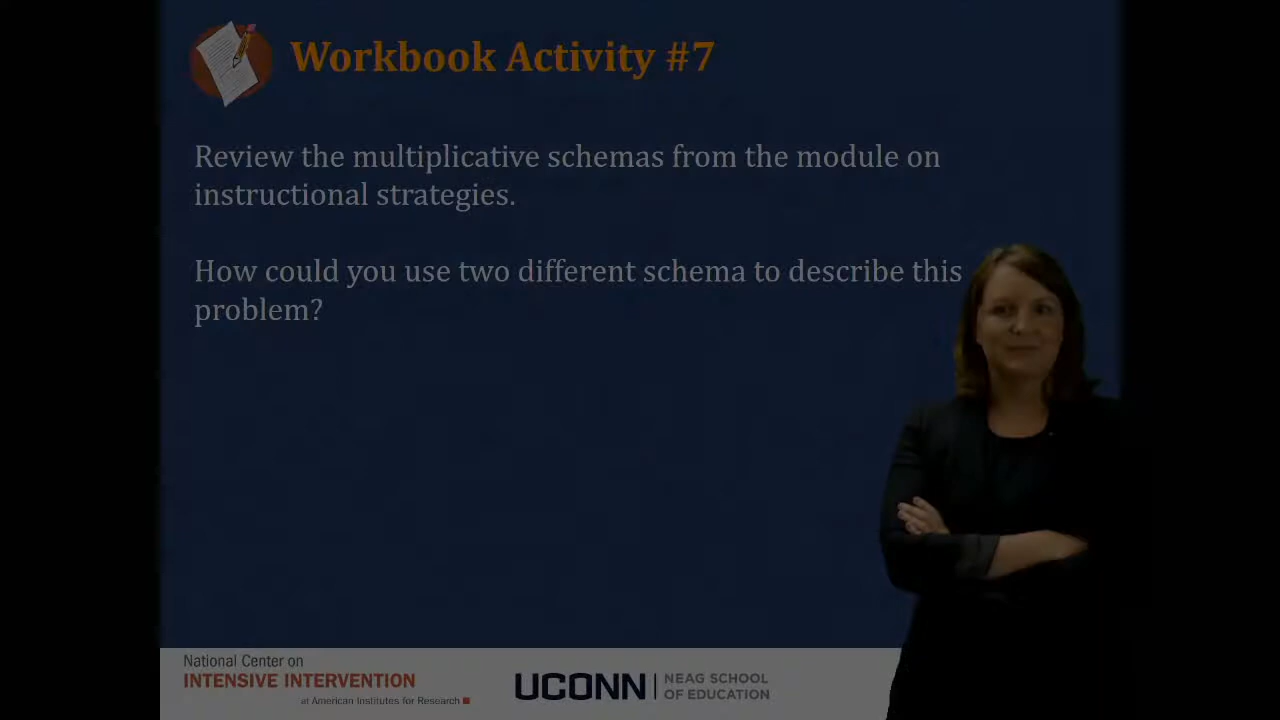 Workbook Activity #7
Review the multiplicative schemas from the module on
instructional strategies.
How could you use two different schema to describe this
problem?
National Center on
INTENSIVE INTERVENTION
at American Institutes for Research
UCONN
NEAG SCHOOL
OF EDUCATION